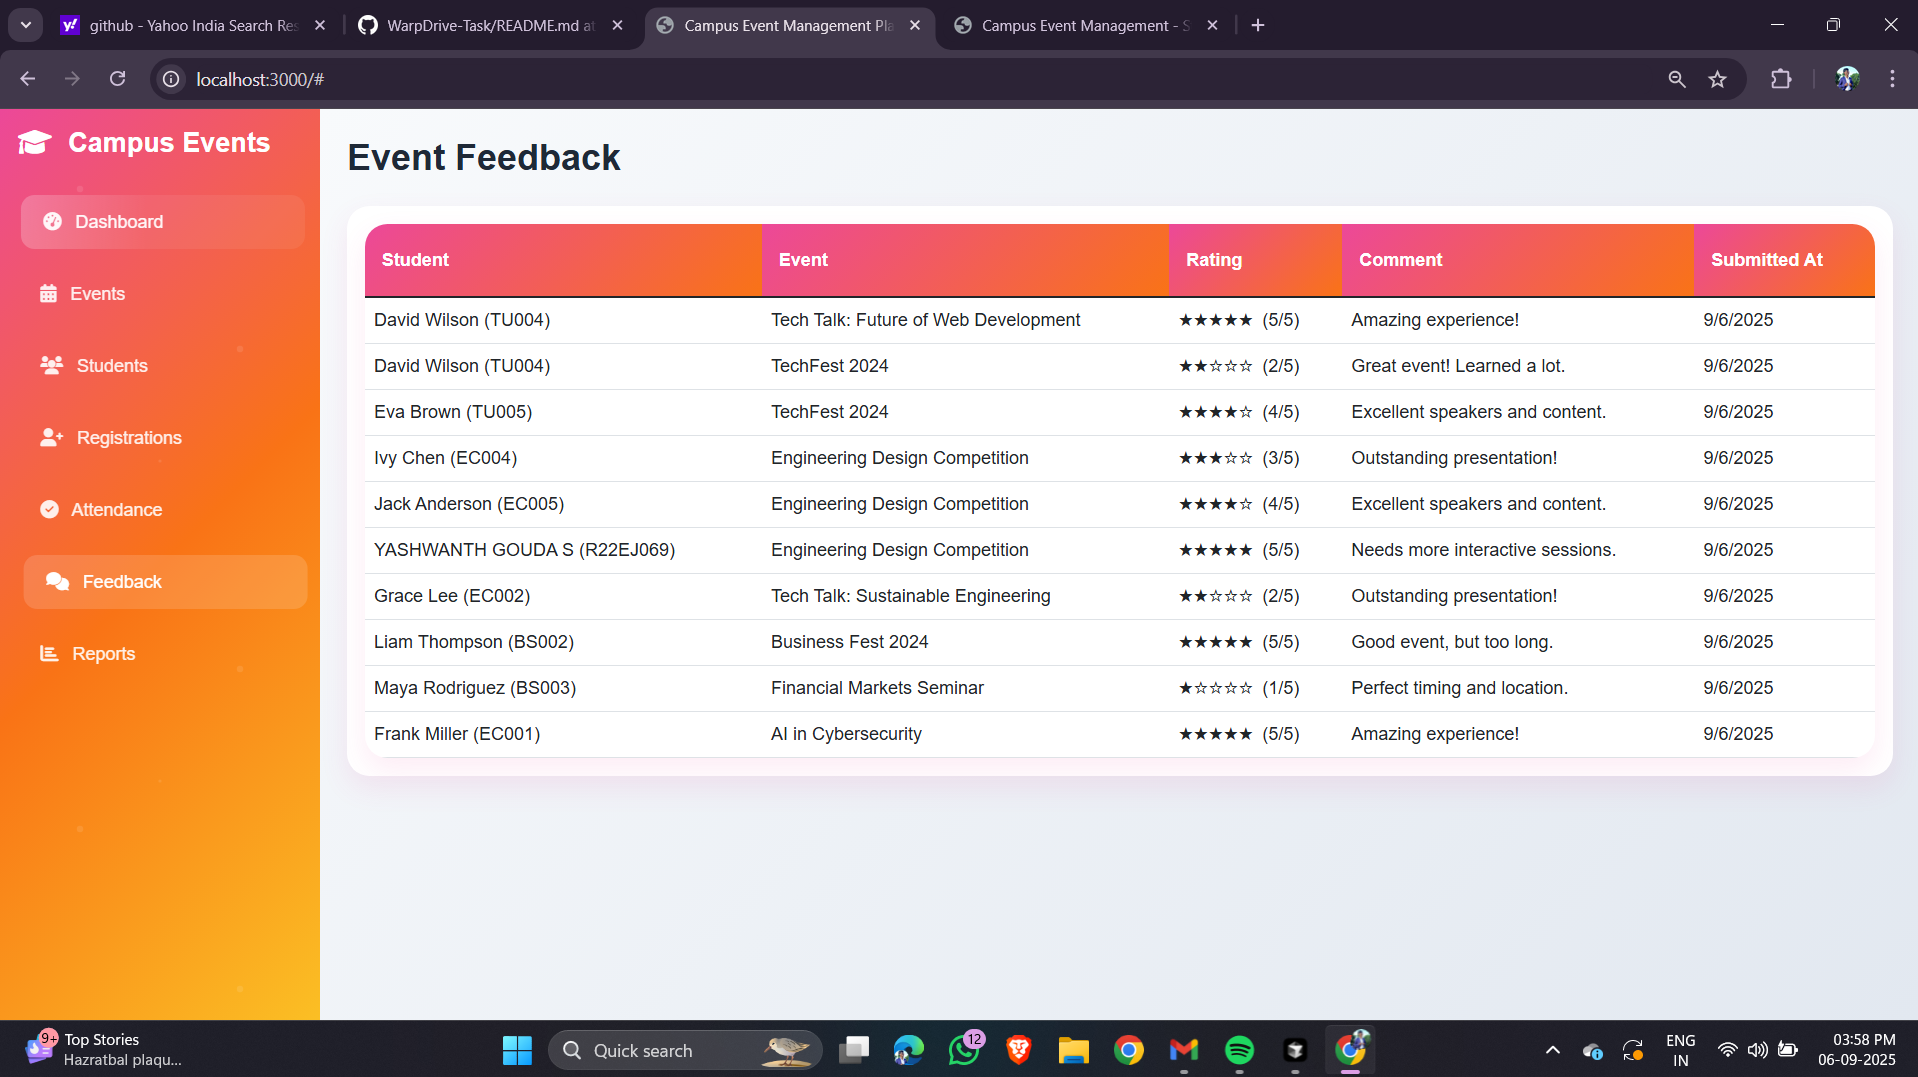 github - Yahoo India Search Res
WarpDrive-Task/README.md at
Campus Event Management Pla
Campus Event Management - S
localhost:3000/#
Campus Events
Dashboard
Events
Students
Registrations
Attendance
Feedback
Reports
Event Feedback
Student Event Rating Comment Submitted At
David Wilson (TU004) Tech Talk: Future of Web Development ★★★★★ (5/5) Amazing experience! 9/6/2025
David Wilson (TU004) TechFest 2024 ★★☆☆☆ (2/5) Great event! Learned a lot. 9/6/2025
Eva Brown (TU005) TechFest 2024 ★★★★☆ (4/5) Excellent speakers and content. 9/6/2025
Ivy Chen (EC004) Engineering Design Competition ★★★☆☆ (3/5) Outstanding presentation! 9/6/2025
Jack Anderson (EC005) Engineering Design Competition ★★★★☆ (4/5) Excellent speakers and content. 9/6/2025
YASHWANTH GOUDA S (R22EJ069) Engineering Design Competition ★★★★★ (5/5) Needs more interactive sessions. 9/6/2025
Grace Lee (EC002) Tech Talk: Sustainable Engineering ★★☆☆☆ (2/5) Outstanding presentation! 9/6/2025
Liam Thompson (BS002) Business Fest 2024 ★★★★★ (5/5) Good event, but too long. 9/6/2025
Maya Rodriguez (BS003) Financial Markets Seminar ★☆☆☆☆ (1/5) Perfect timing and location. 9/6/2025
Frank Miller (EC001) AI in Cybersecurity ★★★★★ (5/5) Amazing experience! 9/6/2025
9+
Top Stories
Hazratbal plaqu...
Quick search
12
ENG
IN
03:58 PM
06-09-2025